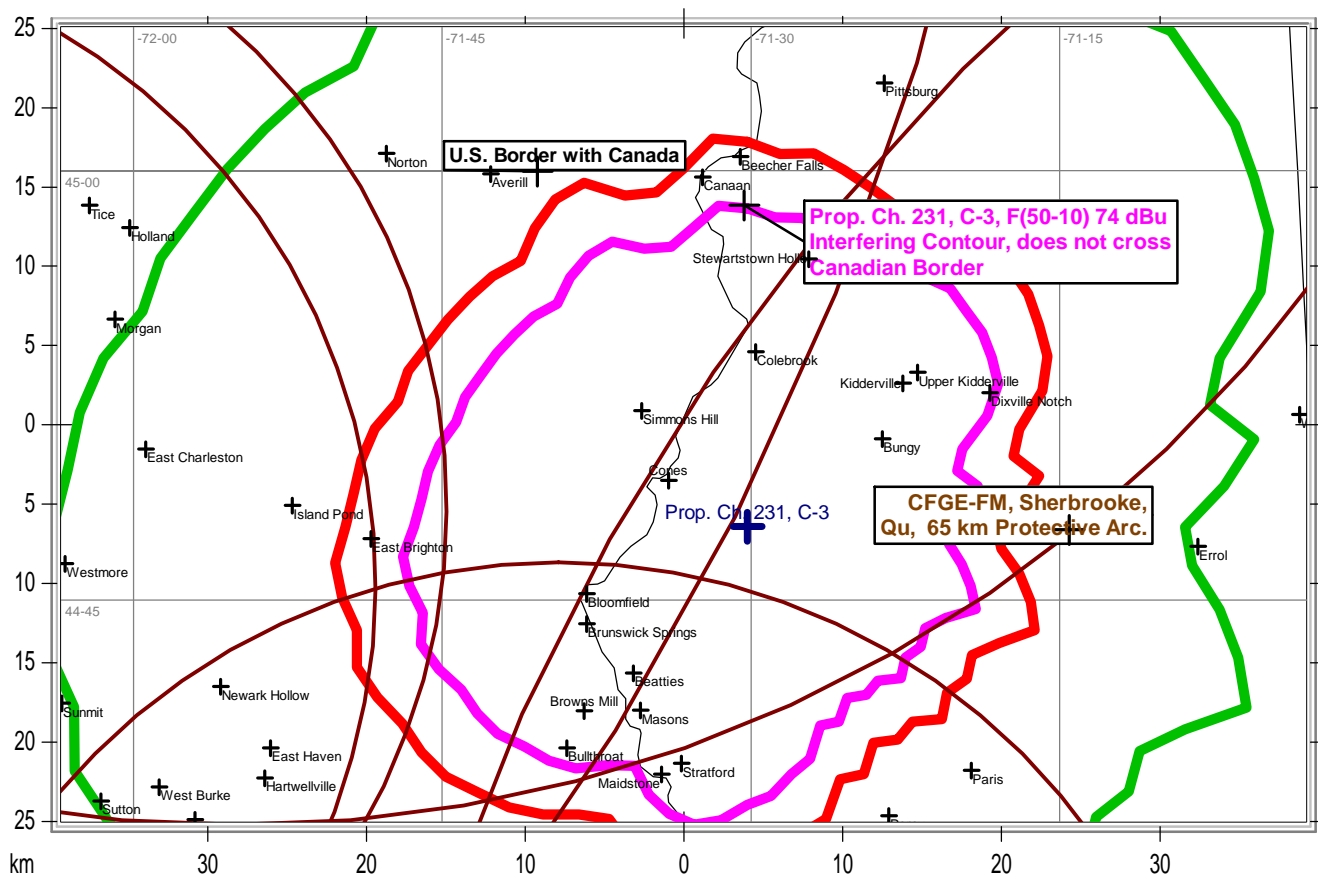 25
20
15
10
5
0
5
10
15
20
25
km
30
20
10
0
10
20
30
-72-00
-71-45
-71-30
-71-15
45-00
44-45
Pittsburg
Norton
U.S. Border with Canada
Averill
Beecher Falls
Canaan
Tice
Holland
Prop. Ch. 231, C-3, F(50-10) 74 dBu
Interfering Contour, does not cross
Canadian Border
Morgan
Colebrook
Kidderville
Upper Kidderville
Dixville Notch
Simmons Hill
Bungy
East Charleston
Cones
Island Pond
Prop. Ch. 231, C-3
CFGE-FM, Sherbrooke,
Qu, 65 km Protective Arc.
East Brighton
Errol
Westmore
Bloomfield
Brunswick Springs
Beatties
Newark Hollow
Browns Mill
Masons
Summit
East Haven
Bullthroat
Stratford
Maidstone
Paris
Hartwellville
West Burke
Sutton
Stewartstown